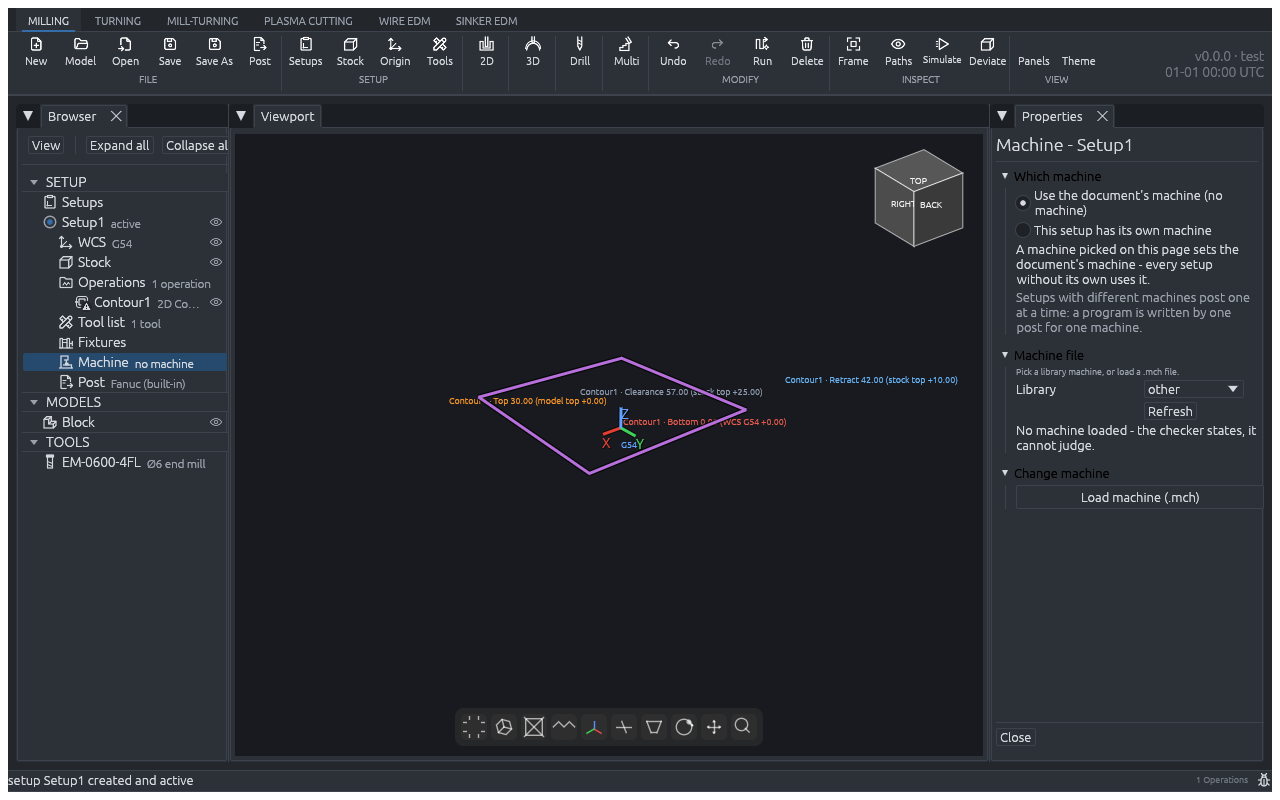 MILLING TURNING MILL-TURNING PLASMA CUTTING WIRE EDM SINKER EDM
New Model Open Save Save As Post Setups Stock Origin Tools 2D 3D Drill Multi Undo Redo Run Delete Frame Paths Simulate Deviate Panels Theme
FILE SETUP MODIFY INSPECT VIEW
v0.0.0 · test
01-01 00:00 UTC
Browser
View Expand all Collapse al
SETUP
Setups
Setup1 active
WCS G54
Stock
Operations 1 operation
Contour1 2D Co...
Tool list 1 tool
Fixtures
Machine no machine
Post Fanuc (built-in)
MODELS
Block
TOOLS
EM-0600-4FL Ø6 end mill
Viewport
TOP
RIGHT BACK
Contour1 · Retract 42.00 (stock top +10.00)
Contour1 · Clearance 57.00 (stock top +25.00)
Contour1 · Top 30.00 (model top +0.00)
Contour1 · Bottom 0.00 (WCS G54 +0.00)
Z
X G54 Y
Properties
Machine - Setup1
Which machine
Use the document's machine (no
machine)
This setup has its own machine
A machine picked on this page sets the
document's machine - every setup
without its own uses it.
Setups with different machines post one
at a time: a program is written by one
post for one machine.
Machine file
Pick a library machine, or load a .mch file.
Library other
Refresh
No machine loaded - the checker states, it
cannot judge.
Change machine
Load machine (.mch)
Close
setup Setup1 created and active
1 Operations